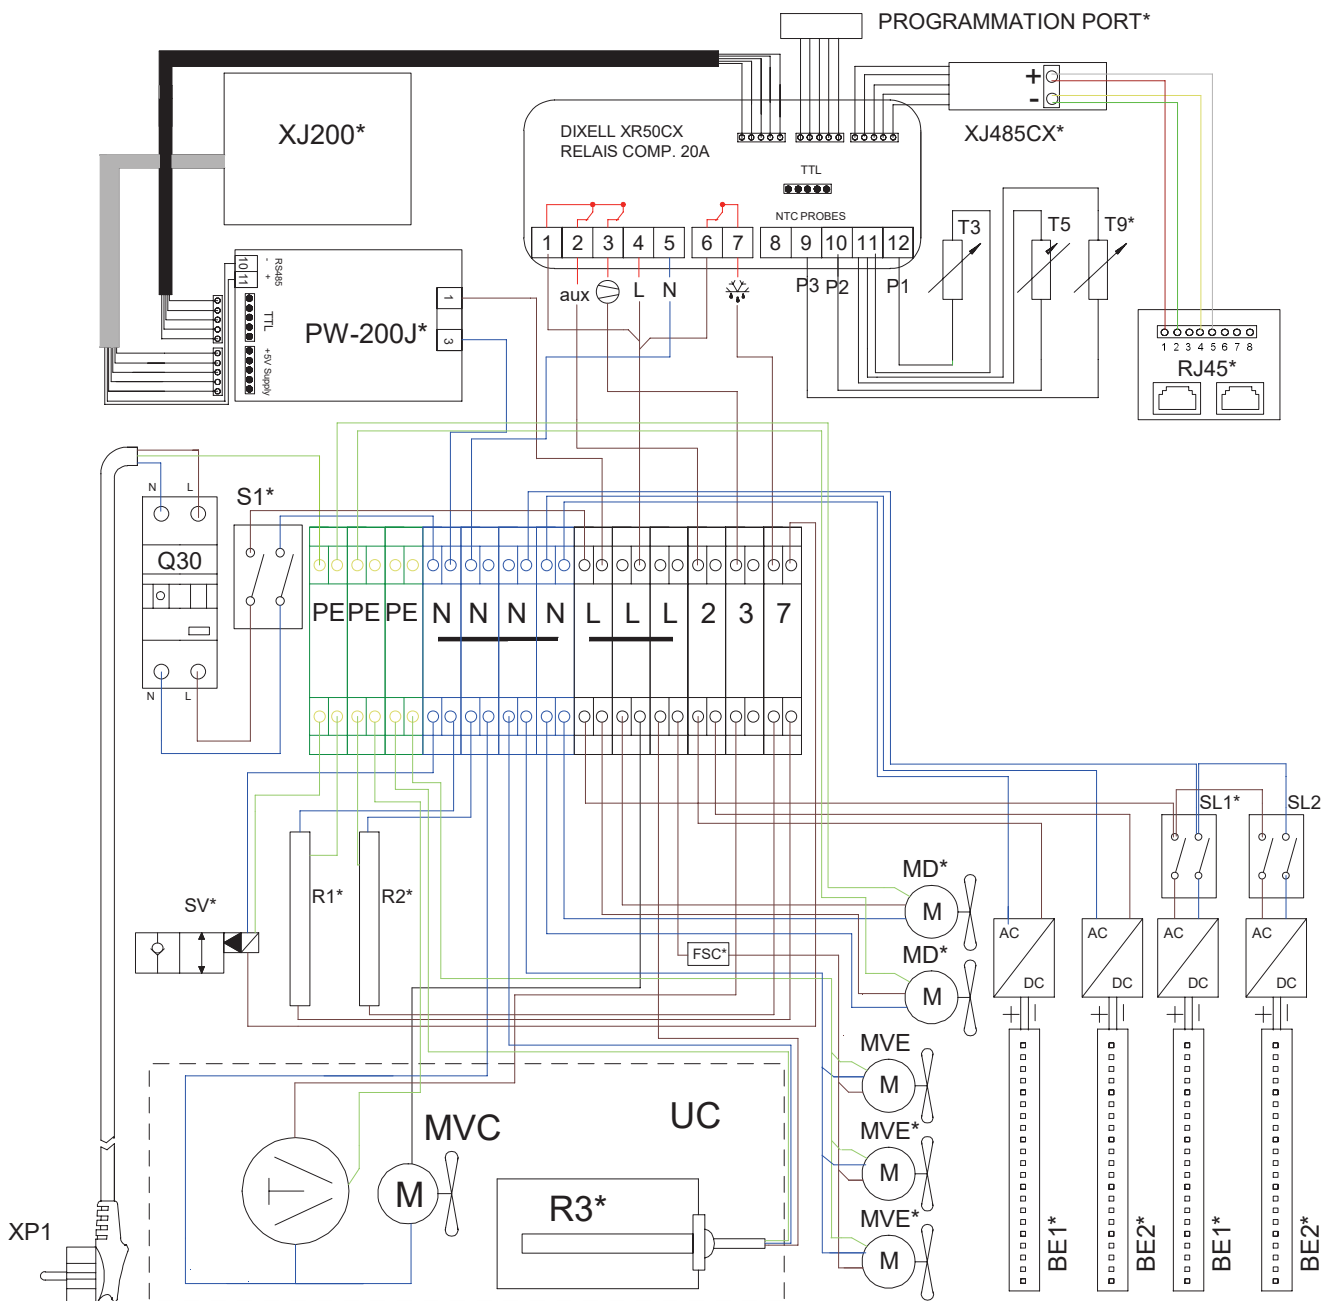 PROGRAMMATION PORT*
XJ200*
DIXELL XR50CX
RELAIS COMP. 20A
+
-
XJ485CX*
TTL
NTC PROBES
1 2 3 4 5 6 7 8 9 10 11 12
aux L N P3 P2 P1
T3 T5 T9*
10 -
11 +
RS485
TTL
+5V Supply
PW-200J*
1
3
1 2 3 4 5 6 7 8
RJ45*
N L
Q30
N L
S1*
PE PE PE N N N N L L L 2 3 7
SL1* SL2
R1* R2*
SV*
MD*
M
FSC*
MD*
M
AC DC
AC DC
AC DC
AC DC
+ -
+ -
+ -
+ -
MVE
M
MVE*
M
MVE*
M
MVC
M
UC
R3*
XP1
BE1* BE2* BE1* BE2*